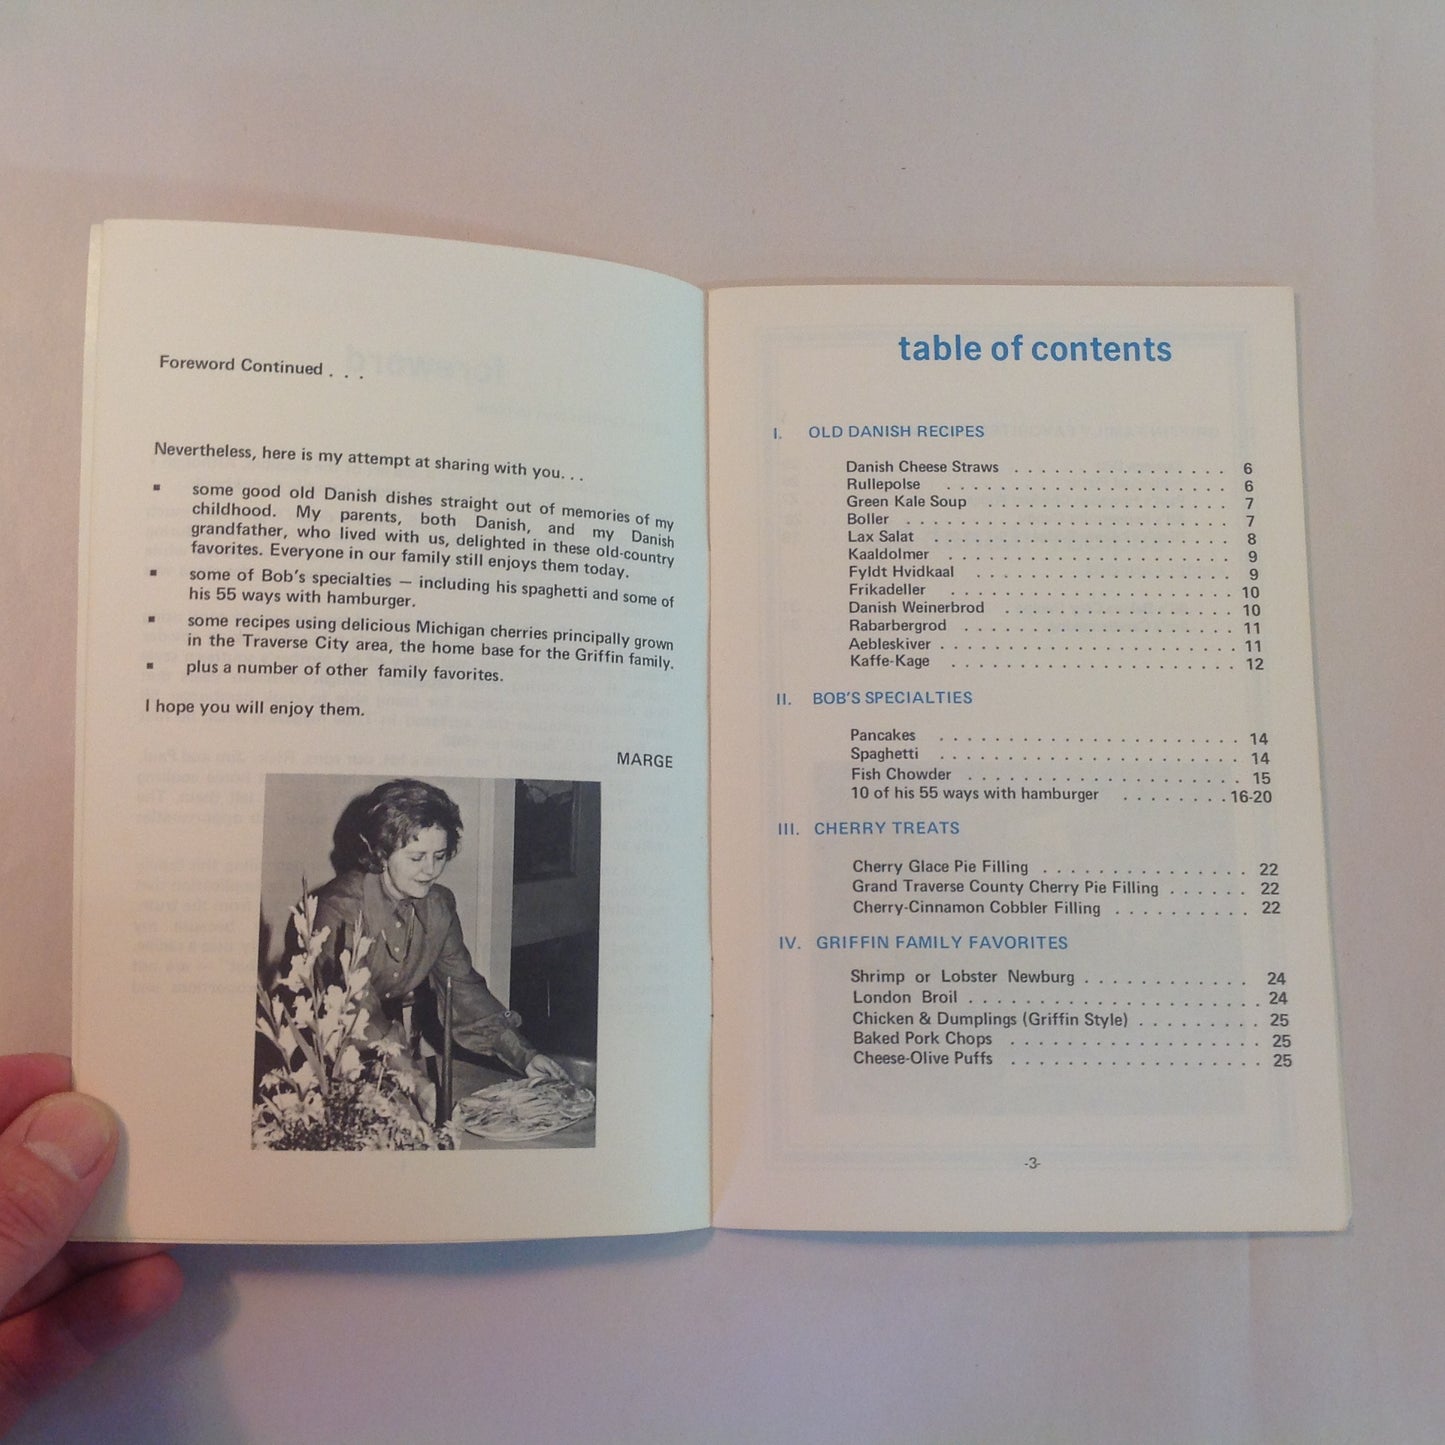 Foreword Continued . . .
Nevertheless, here is my attempt at sharing with you. . .
▪ some good old Danish dishes straight out of memories of my
childhood. My parents, both Danish, and my Danish
grandfather, who lived with us, delighted in these old-country
favorites. Everyone in our family still enjoys them today.
▪ some of Bob's specialties — including his spaghetti and some of
his 55 ways with hamburger.
▪ some recipes using delicious Michigan cherries principally grown
in the Traverse City area, the home base for the Griffin family.
▪ plus a number of other family favorites.
I hope you will enjoy them.
MARGE
table of contents
I. OLD DANISH RECIPES
Danish Cheese Straws . . . . . . . . . . . . . . . . 6
Rullepolse . . . . . . . . . . . . . . . . . . . . . 6
Green Kale Soup . . . . . . . . . . . . . . . . . . 7
Boller . . . . . . . . . . . . . . . . . . . . . . . . 7
Lax Salat . . . . . . . . . . . . . . . . . . . . . . 8
Kaaldolmer . . . . . . . . . . . . . . . . . . . . . 9
Fyldt Hvidkaal . . . . . . . . . . . . . . . . . . . 9
Frikadeller . . . . . . . . . . . . . . . . . . . . . 10
Danish Weinerbrod . . . . . . . . . . . . . . . . . 10
Rabarbergrod . . . . . . . . . . . . . . . . . . . . 11
Aebleskiver . . . . . . . . . . . . . . . . . . . . . . 11
Kaffe-Kage . . . . . . . . . . . . . . . . . . . . . 12
II. BOB'S SPECIALTIES
Pancakes . . . . . . . . . . . . . . . . . . . . . . . 14
Spaghetti . . . . . . . . . . . . . . . . . . . . . . . 14
Fish Chowder . . . . . . . . . . . . . . . . . . . . . 15
10 of his 55 ways with hamburger . . . . . . . . 16-20
III. CHERRY TREATS
Cherry Glace Pie Filling . . . . . . . . . . . . . . . 22
Grand Traverse County Cherry Pie Filling . . . . . . 22
Cherry-Cinnamon Cobbler Filling . . . . . . . . . . 22
IV. GRIFFIN FAMILY FAVORITES
Shrimp or Lobster Newburg . . . . . . . . . . . . 24
London Broil . . . . . . . . . . . . . . . . . . . . . . 24
Chicken & Dumplings (Griffin Style) . . . . . . . . . 25
Baked Pork Chops . . . . . . . . . . . . . . . . . . . 25
Cheese-Olive Puffs . . . . . . . . . . . . . . . . . . . 25
-3-